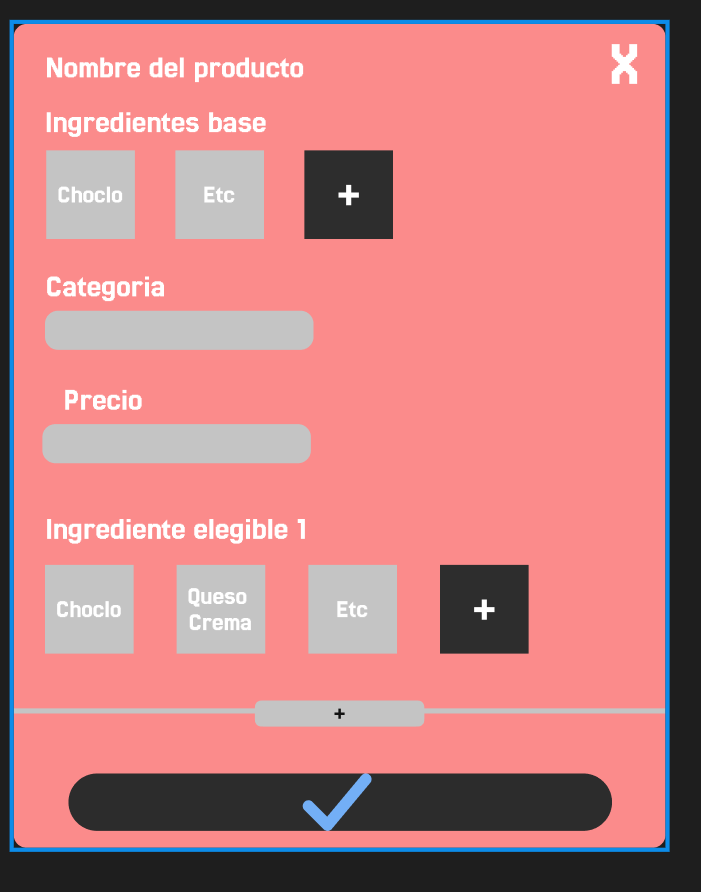 Nombre del producto
X
Ingredientes base
Choclo
Etc
+
Categoria
Precio
Ingrediente elegible 1
Choclo
Queso
Crema
Etc
+
+